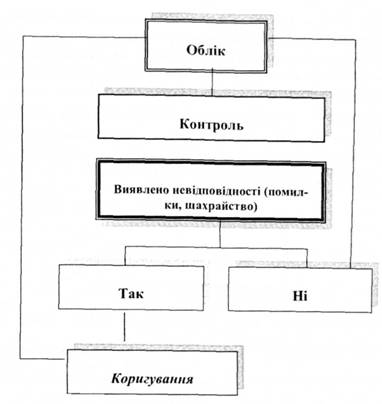 Облік
Контроль
Виявлено невідповідності (помил-
ки, шахрайство)
Так
Ні
Коригування